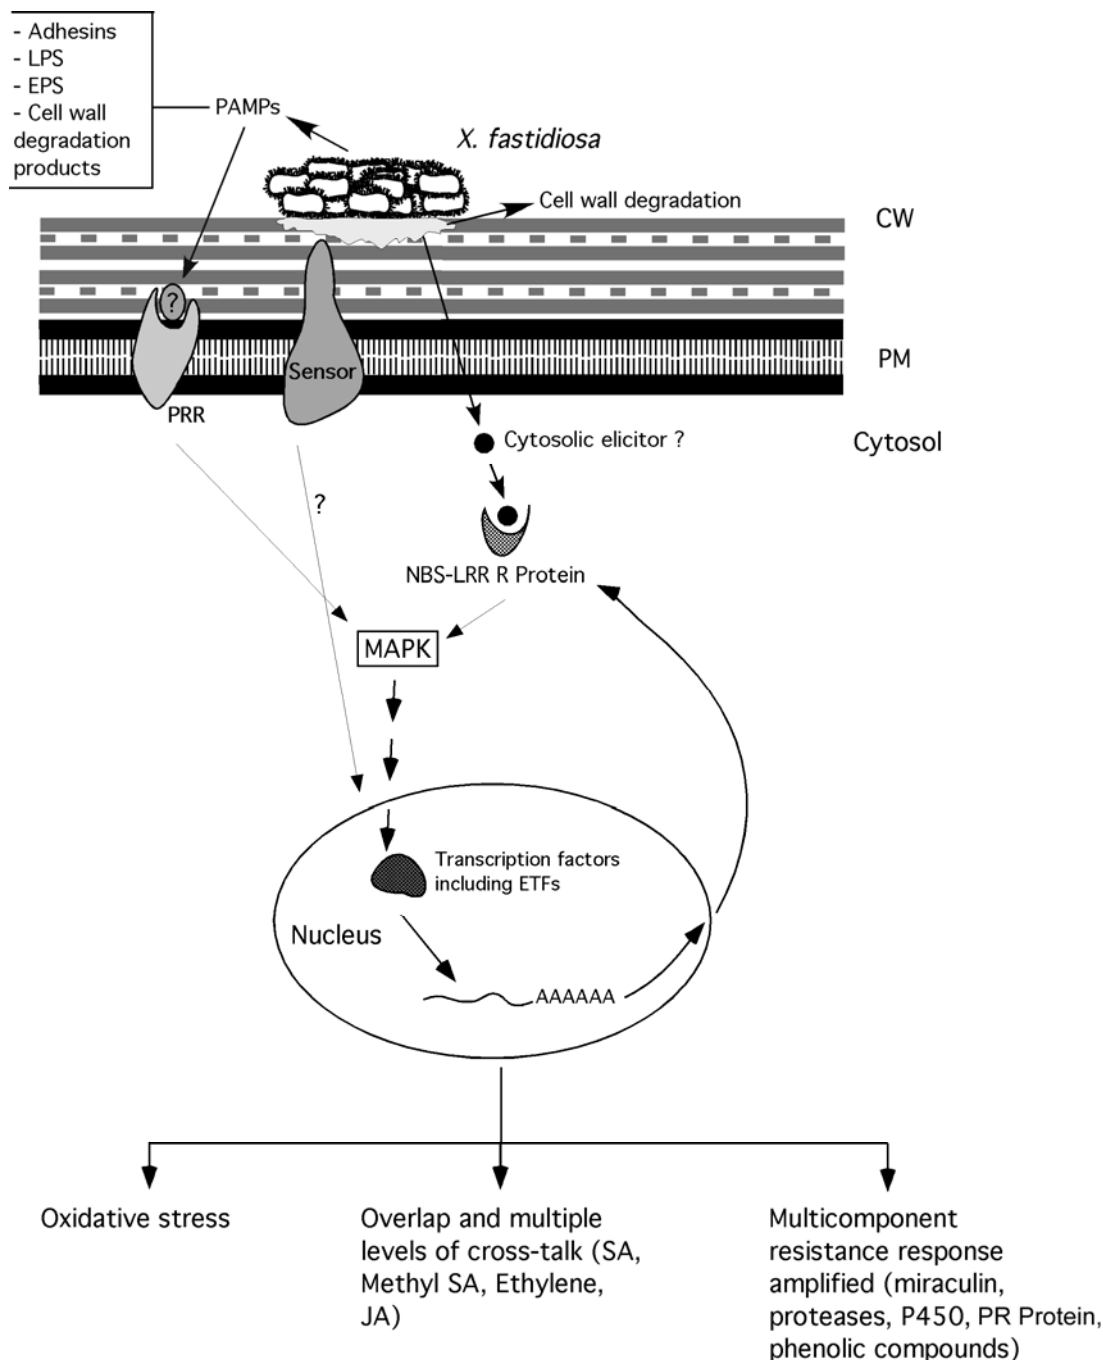 - Adhesins
- LPS
- EPS
- Cell wall
degradation
products
PAMPs
X. fastidiosa
Cell wall degradation
CW
?
Sensor
PM
PRR
Cytosolic elicitor ?
Cytosol
?
NBS-LRR R Protein
MAPK
Transcription factors
including ETFs
Nucleus
AAAAAA
Oxidative stress
Overlap and multiple
levels of cross-talk (SA,
Methyl SA, Ethylene,
JA)
Multicomponent
resistance response
amplified (miraculin,
proteases, P450, PR Protein,
phenolic compounds)